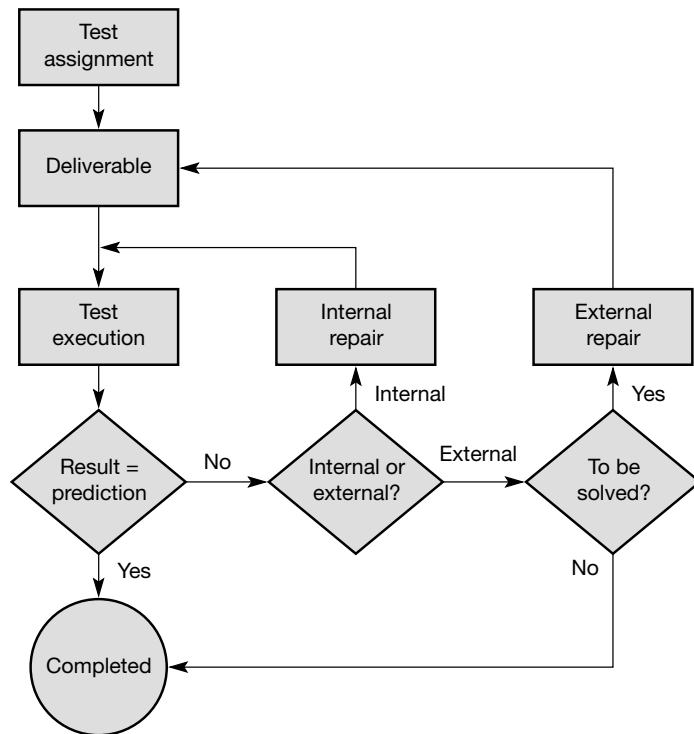 Test
assignment
Deliverable
Test
execution
Internal
repair
External
repair
Internal
Yes
Result =
prediction
No
Internal or
external?
External
To be
solved?
Yes
No
Completed